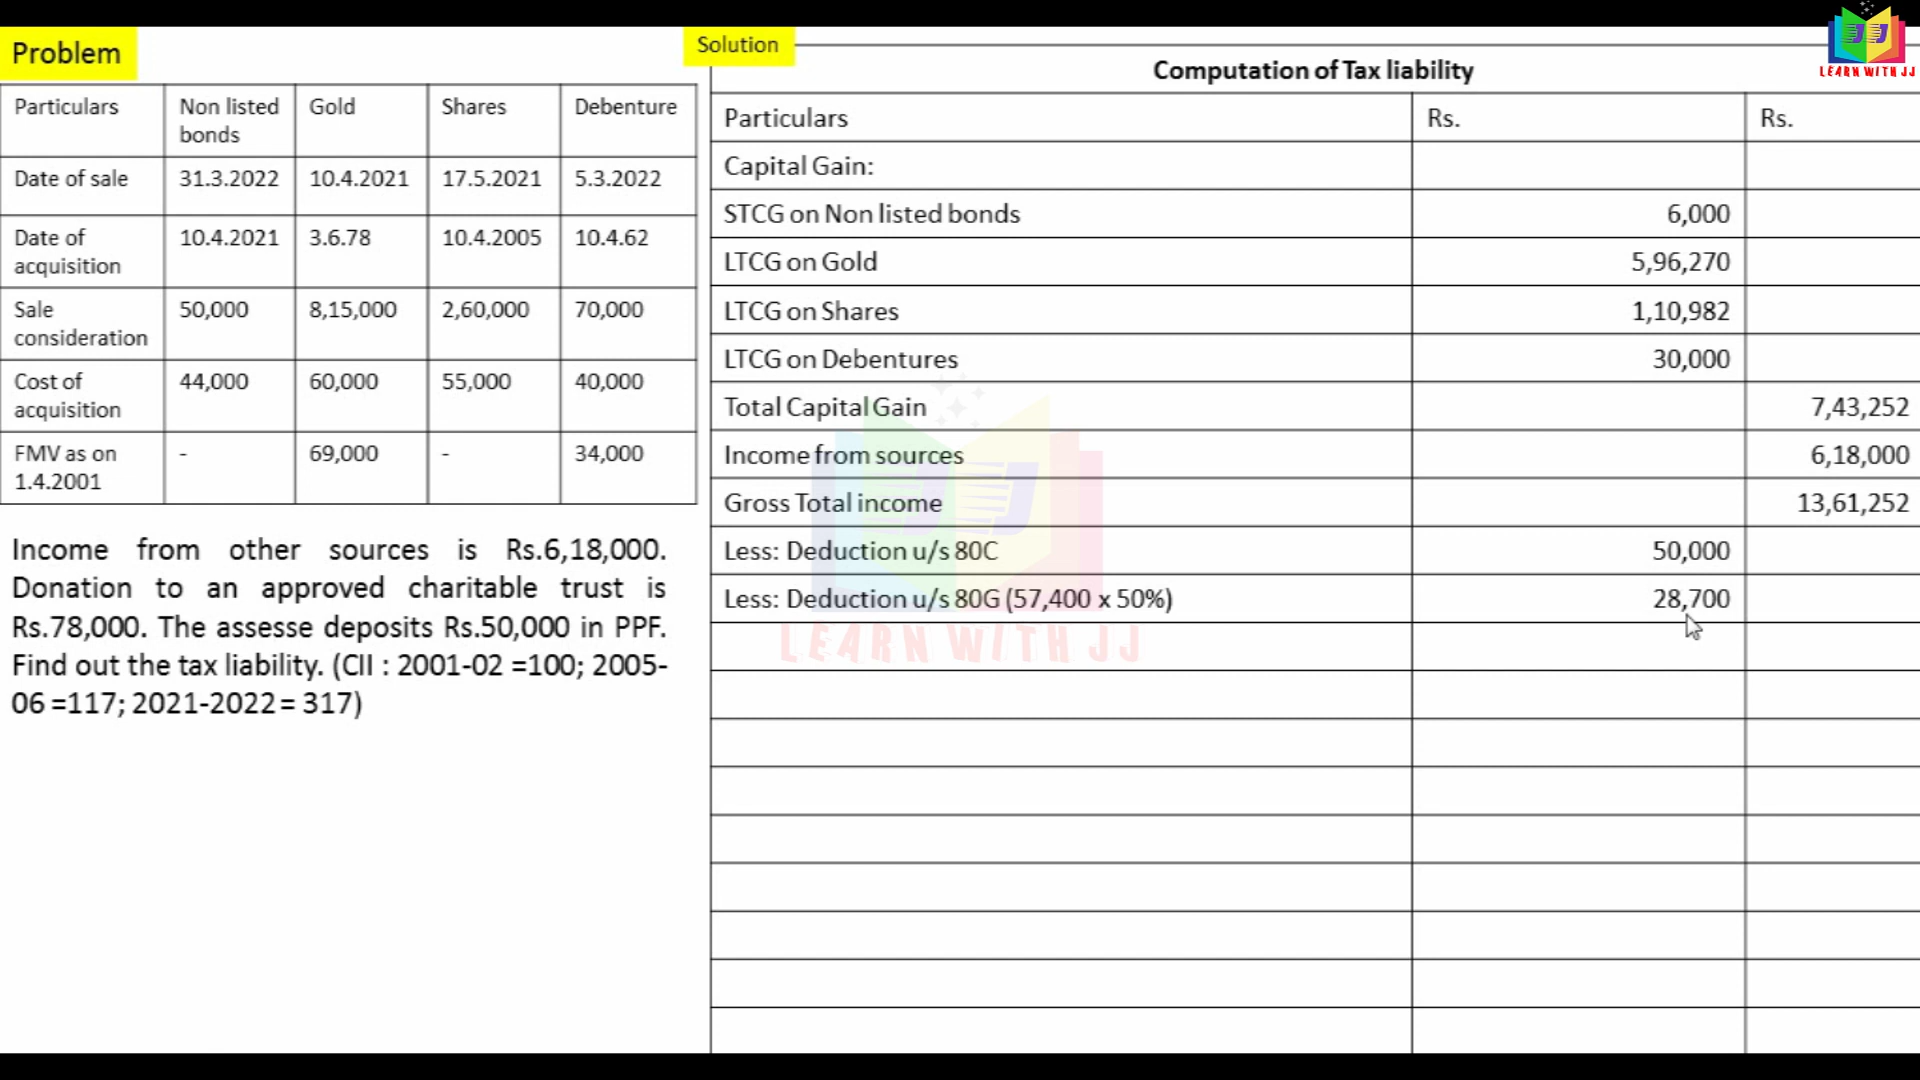 Problem
Particulars Non listed bonds Gold Shares Debenture
Date of sale 31.3.2022 10.4.2021 17.5.2021 5.3.2022
Date of acquisition 10.4.2021 3.6.78 10.4.2005 10.4.62
Sale consideration 50,000 8,15,000 2,60,000 70,000
Cost of acquisition 44,000 60,000 55,000 40,000
FMV as on 1.4.2001 - 69,000 - 34,000
Income from other sources is Rs.6,18,000.
Donation to an approved charitable trust is
Rs.78,000. The assesse deposits Rs.50,000 in PPF.
Find out the tax liability. (CII : 2001-02 =100; 2005-
06 =117; 2021-2022 = 317)
Solution
Computation of Tax liability
Particulars Rs. Rs.
Capital Gain:
STCG on Non listed bonds 6,000
LTCG on Gold 5,96,270
LTCG on Shares 1,10,982
LTCG on Debentures 30,000
Total Capital Gain 7,43,252
Income from sources 6,18,000
Gross Total income 13,61,252
Less: Deduction u/s 80C 50,000
Less: Deduction u/s 80G (57,400 x 50%) 28,700
JJ
LEARN WITH JJ
JJ
LEARN WITH JJ